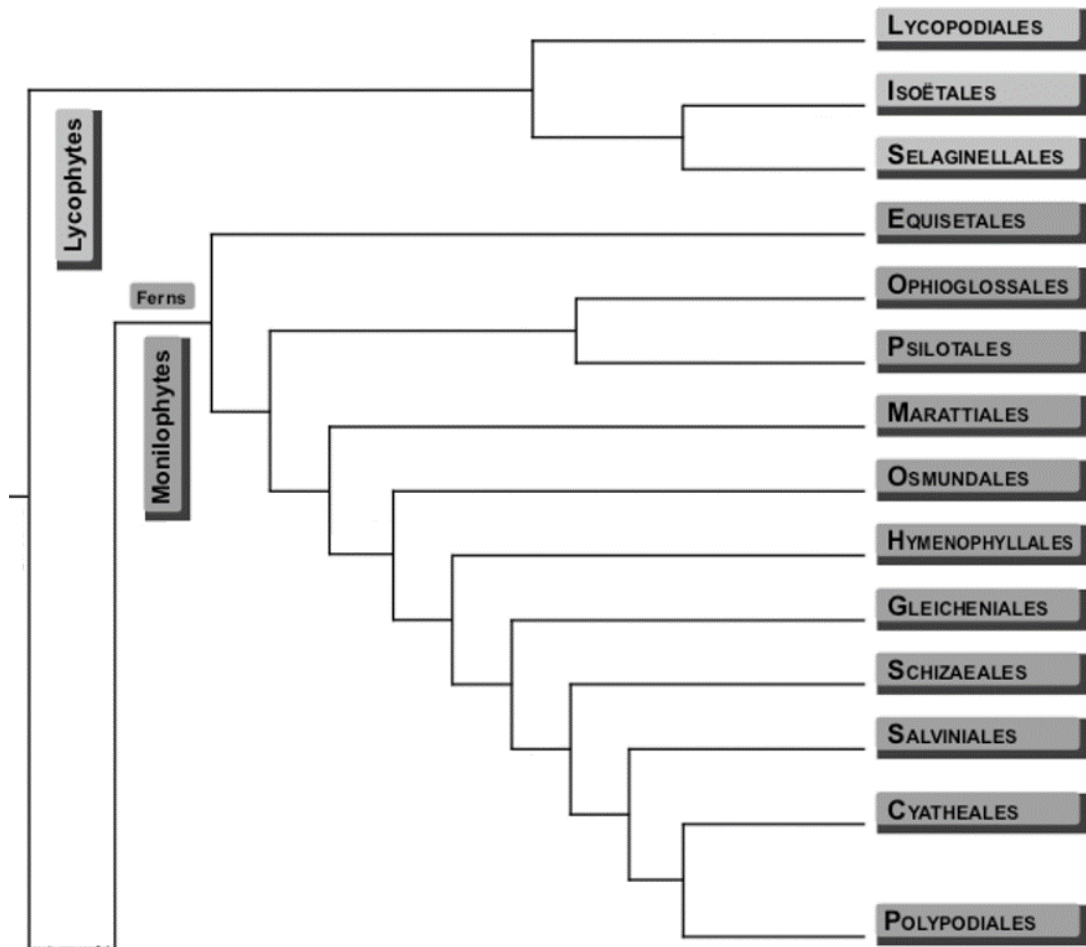 LYCOPODIALES
ISOËTALES
SELAGINELLALES
Lycophytes
EQUISETALES
Ferns
OPHIOGLOSSALES
PSILOTALES
Monilophytes
MARATTIALES
OSMUNDALES
HYMENOPHYLLALES
GLEICHENIALES
SCHIZAEALES
SALVINIALES
CYATHEALES
POLYPODIALES